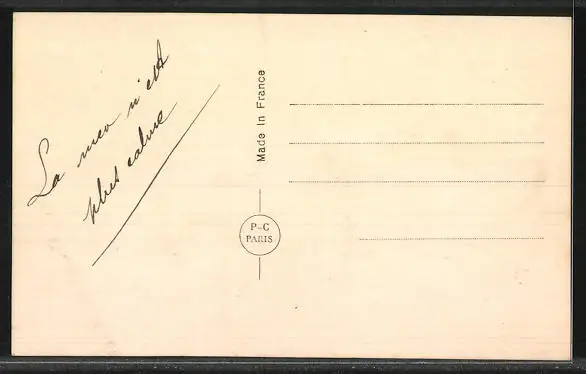 La mer n'est
plus calme
Made in France
P-C
PARIS